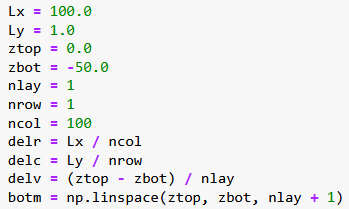 Lx = 100.0
Ly = 1.0
ztop = 0.0
zbot = -50.0
nlay = 1
nrow = 1
ncol = 100
delr = Lx / ncol
delc = Ly / nrow
delv = (ztop - zbot) / nlay
botm = np.linspace(ztop, zbot, nlay + 1)